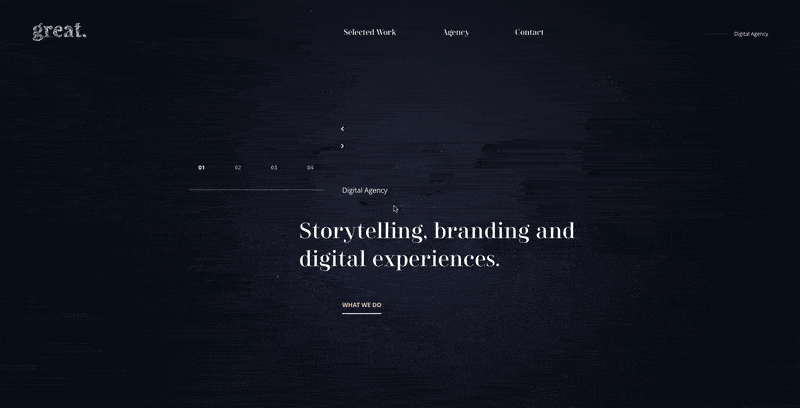 great.
Selected Work
Agency
Contact
Digital Agency
01 02 03 04
Digital Agency
Storytelling, branding and
digital experiences.
WHAT WE DO